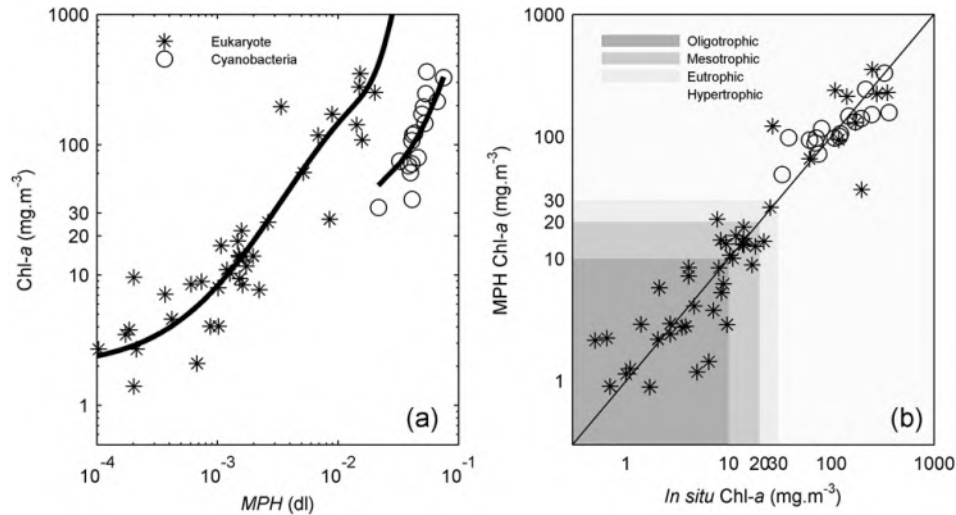 1000
100
30
20
10
1
Chl-a (mg.m⁻³)
Eukaryote
Cyanobacteria
(a)
10⁻⁴
10⁻³
10⁻²
10⁻¹
MPH (dl)
1000
100
30
20
10
1
MPH Chl-a (mg.m⁻³)
Oligotrophic
Mesotrophic
Eutrophic
Hypertrophic
(b)
1
10
20
30
100
1000
In situ Chl-a (mg.m⁻³)